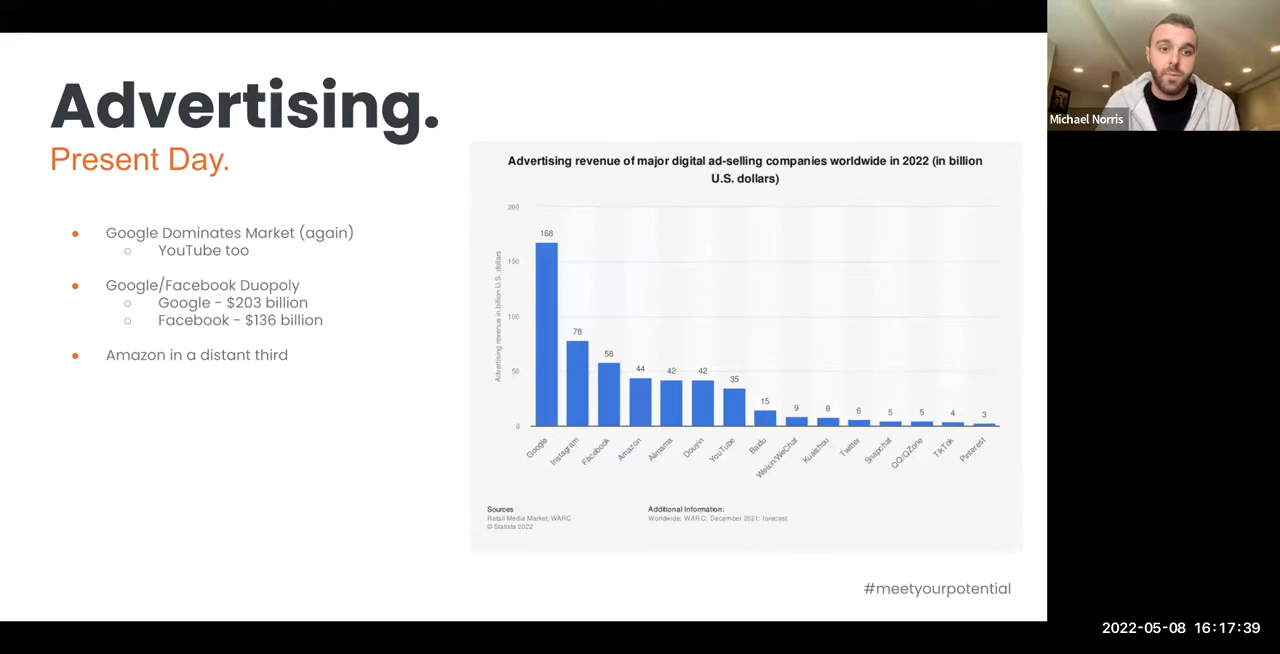 Advertising.
Present Day.
Google Dominates Market (again)
YouTube too
Google/Facebook Duopoly
Google - $203 billion
Facebook - $136 billion
Amazon in a distant third
Advertising revenue of major digital ad-selling companies worldwide in 2022 (in billion
U.S. dollars)
Advertising revenue in billion U.S. dollars
200
150
100
50
0
168
78
58
44
42
42
35
15
9
8
6
5
5
4
3
Google
Instagram
Facebook
Amazon
Alimama
Douyin
YouTube
Baidu
Weixin/WeChat
Kuaishou
Twitter
Snapchat
QQ/QZone
TikTok
Pinterest
Sources
Retail Media Market; WARC
© Statista 2022
Additional Information:
Worldwide; WARC; December 2021; forecast
#meetyourpotential
Michael Norris
2022-05-08 16:17:39